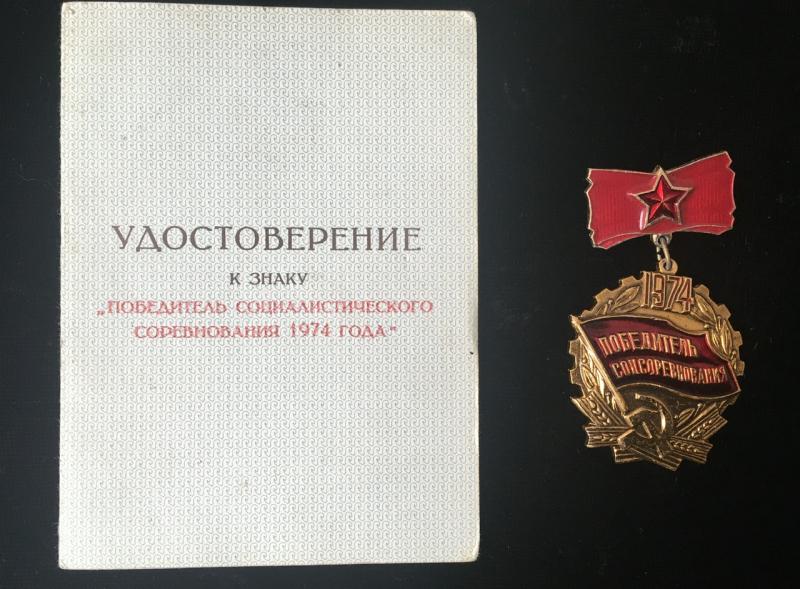 УДОСТОВЕРЕНИЕ
К ЗНАКУ
„ПОБЕДИТЕЛЬ СОЦИАЛИСТИЧЕСКОГО
СОРЕВНОВАНИЯ 1974 ГОДА"
1974
ПОБЕДИТЕЛЬ
СОЦСОРЕВНОВАНИЯ